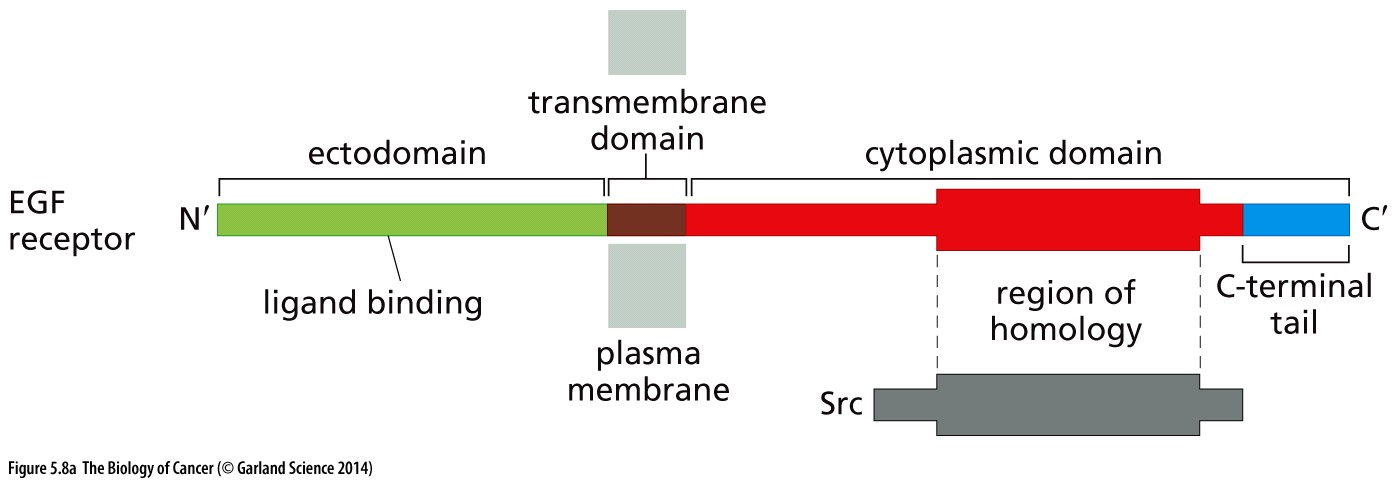 transmembrane
domain
ectodomain
cytoplasmic domain
EGF
receptor
N′
C′
ligand binding
region of
homology
C-terminal
tail
plasma
membrane
Src
Figure 5.8a The Biology of Cancer (© Garland Science 2014)